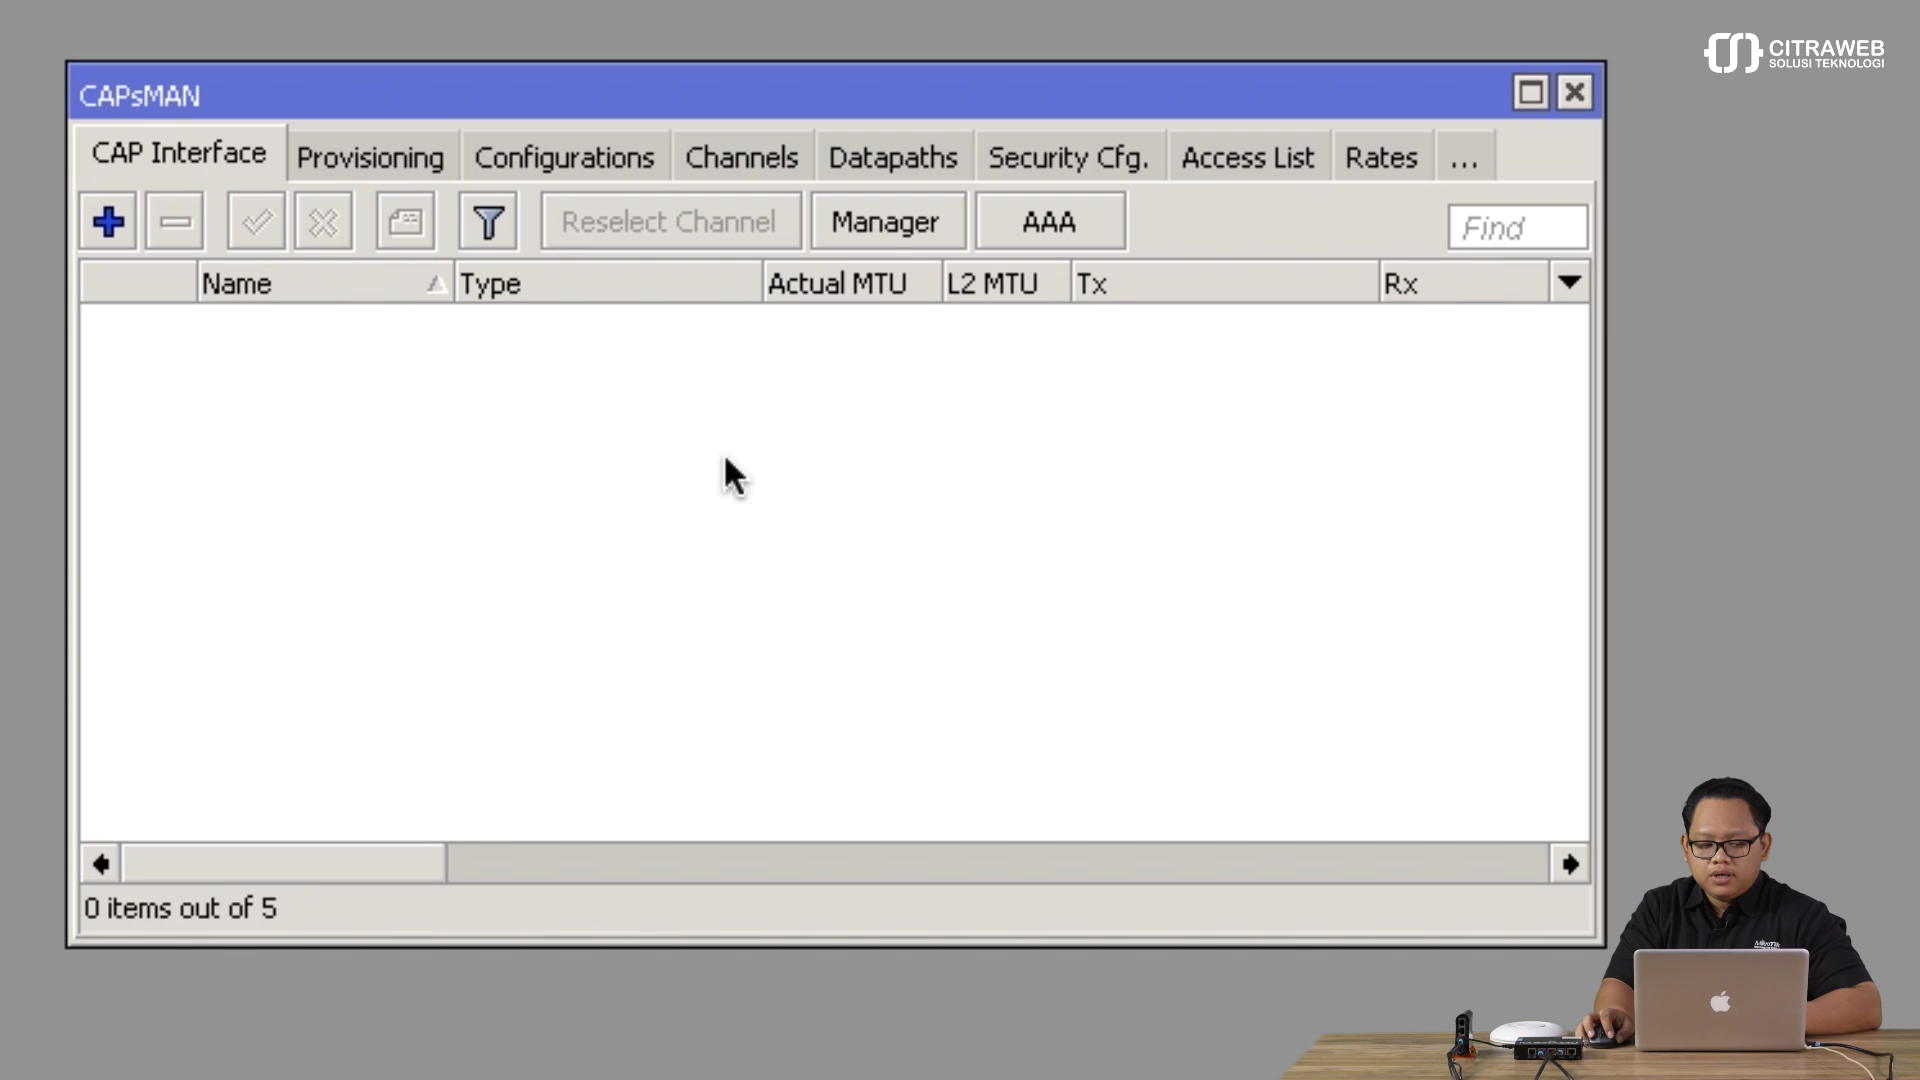 CITRAWEB
SOLUSI TEKNOLOGI
CAPsMAN
CAP Interface Provisioning Configurations Channels Datapaths Security Cfg. Access List Rates ...
Reselect Channel Manager AAA Find
Name Type Actual MTU L2 MTU Tx Rx
0 items out of 5
MikroTik